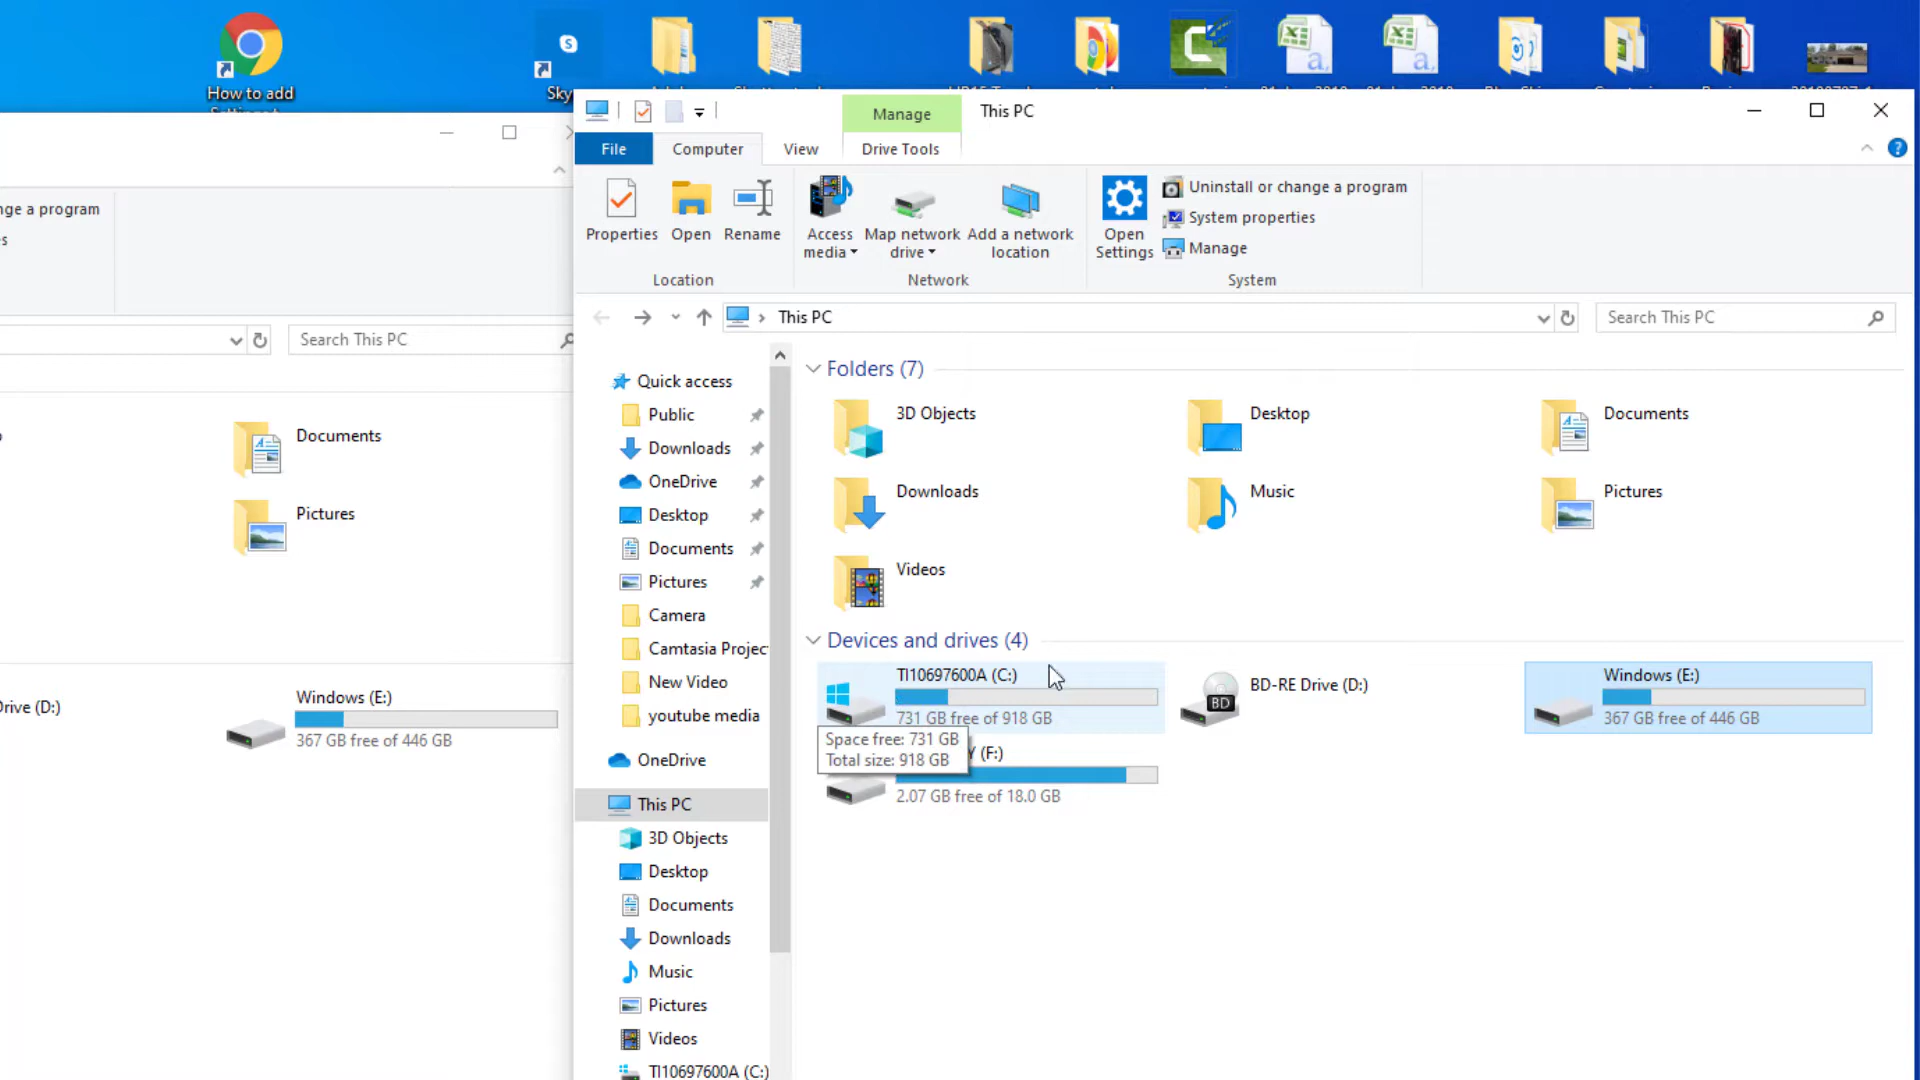 How to add
Manage
This PC
File
Computer
View
Drive Tools
Properties
Open
Rename
Access
media
Map network
drive
Add a network
location
Open
Settings
Uninstall or change a program
System properties
Manage
Location
Network
System
This PC
Search This PC
Quick access
Public
Downloads
OneDrive
Desktop
Documents
Pictures
Camera
Camtasia Projec
New Video
youtube media
OneDrive
This PC
3D Objects
Desktop
Documents
Downloads
Music
Pictures
Videos
TI10697600A (C:)
Folders (7)
3D Objects
Desktop
Documents
Downloads
Music
Pictures
Videos
Devices and drives (4)
TI10697600A (C:)
731 GB free of 918 GB
Space free: 731 GB
Total size: 918 GB
BD-RE Drive (D:)
BD
Windows (E:)
367 GB free of 446 GB
Y (F:)
2.07 GB free of 18.0 GB
nge a program
Search This PC
Documents
Pictures
rive (D:)
Windows (E:)
367 GB free of 446 GB